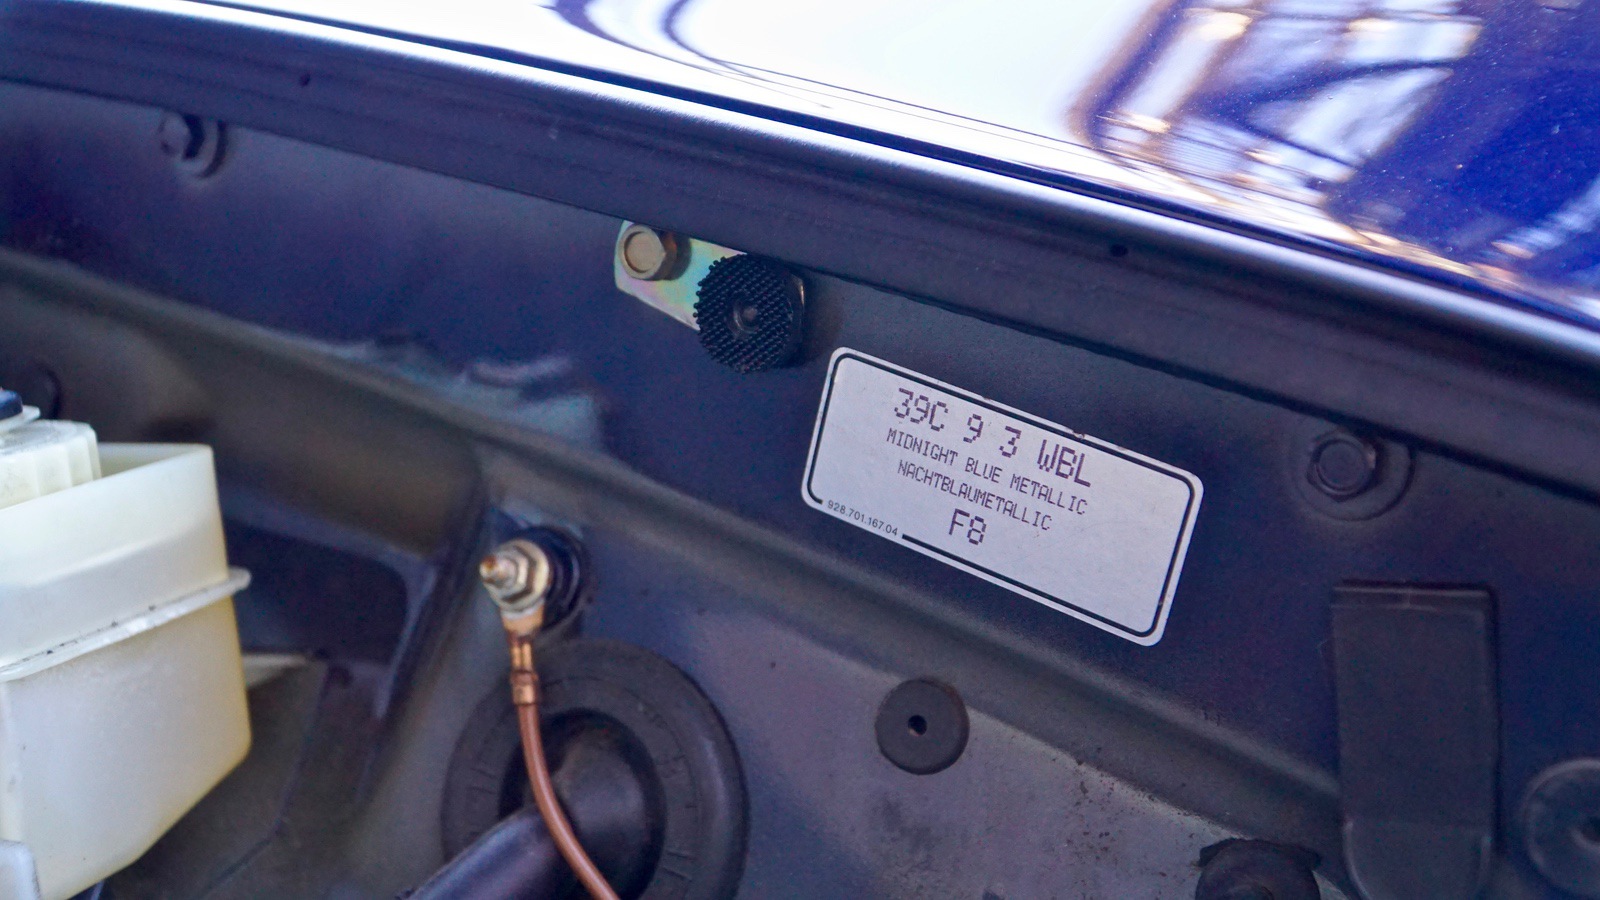 39C 9 3 WBL
MIDNIGHT BLUE METALLIC
NACHTBLAUMETALLIC
F8
928.701.167.04